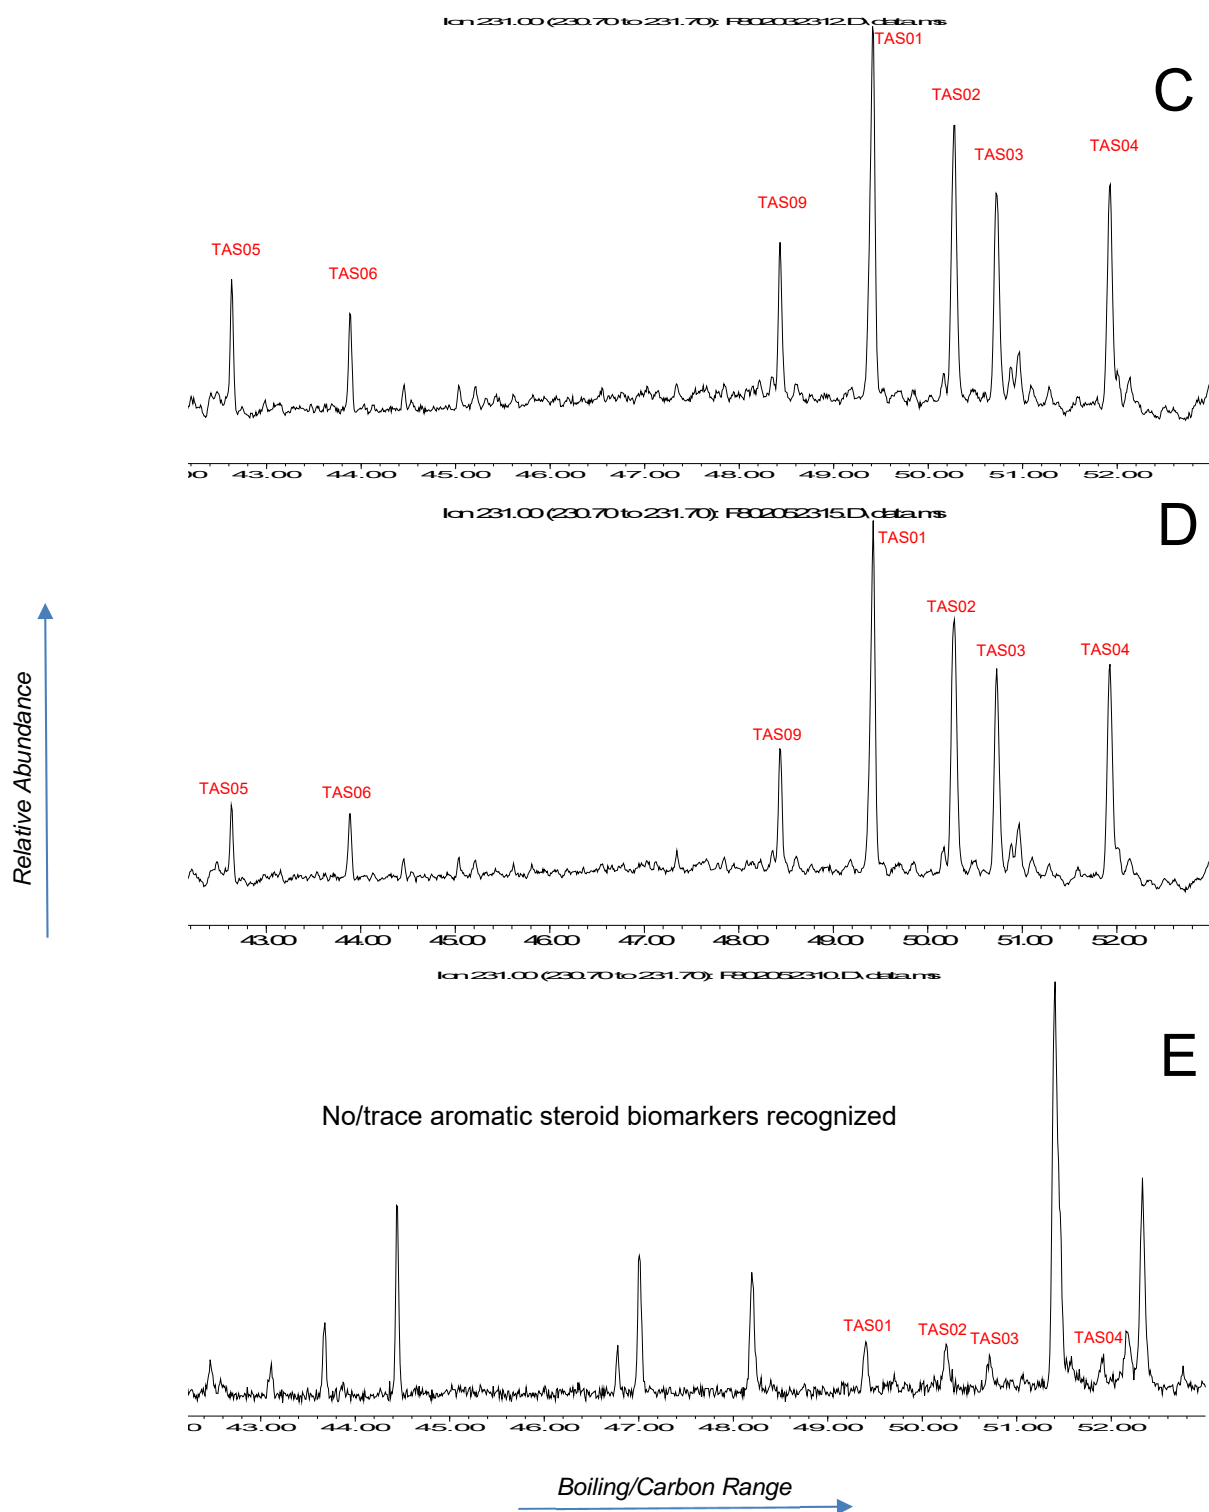 Ion 231.00 (230.70 to 231.70): F802032312.D\data.ms
TAS01
C
TAS02
TAS03
TAS04
TAS09
TAS05
TAS06
43.00 44.00 45.00 46.00 47.00 48.00 49.00 50.00 51.00 52.00
Ion 231.00 (230.70 to 231.70): F802052315.D\data.ms
D
TAS01
TAS02
TAS03
TAS04
TAS09
TAS05
TAS06
Relative Abundance
43.00 44.00 45.00 46.00 47.00 48.00 49.00 50.00 51.00 52.00
Ion 231.00 (230.70 to 231.70): F802052310.D\data.ms
E
No/trace aromatic steroid biomarkers recognized
TAS01
TAS02
TAS03
TAS04
43.00 44.00 45.00 46.00 47.00 48.00 49.00 50.00 51.00 52.00
Boiling/Carbon Range